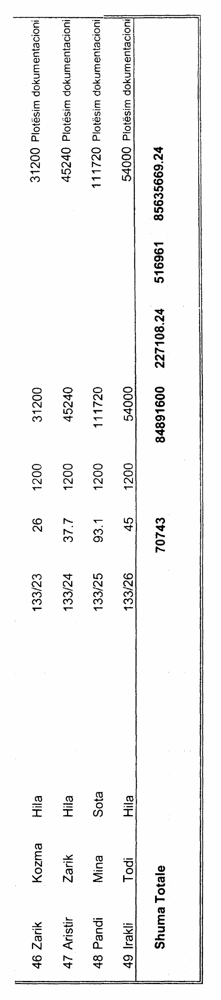 46 Zarik Kozma Hila 133/23 26 1200 31200 31200 Plotësim dokumentacioni
47 Aristir Zarik Hila 133/24 37.7 1200 45240 45240 Plotësim dokumentacioni
48 Pandi Mina Sota 133/25 93.1 1200 111720 111720 Plotësim dokumentacioni
49 Irakli Todi Hila 133/26 45 1200 54000 54000 Plotësim dokumentacioni
Shuma Totale 70743 84891600 227108.24 516961 85635669.24